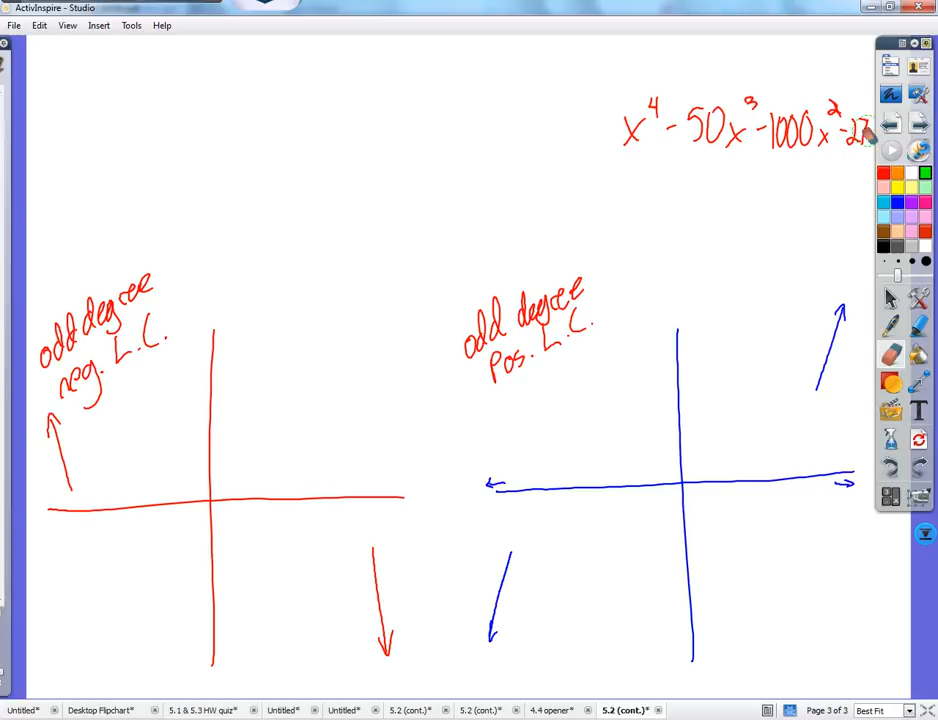 ActivInspire - Studio
File Edit View Insert Tools Help
x⁴ - 50x³ - 1000x² - 27
odd degree
neg. L.C.
odd degree
Pos. L.C.
T
Untitled* Desktop Flipchart* 5.1 & 5.3 HW quiz* Untitled* Untitled* 5.2 (cont.)* 5.2 (cont.)* 4.4 opener* 5.2 (cont.)* Page 3 of 3 Best Fit